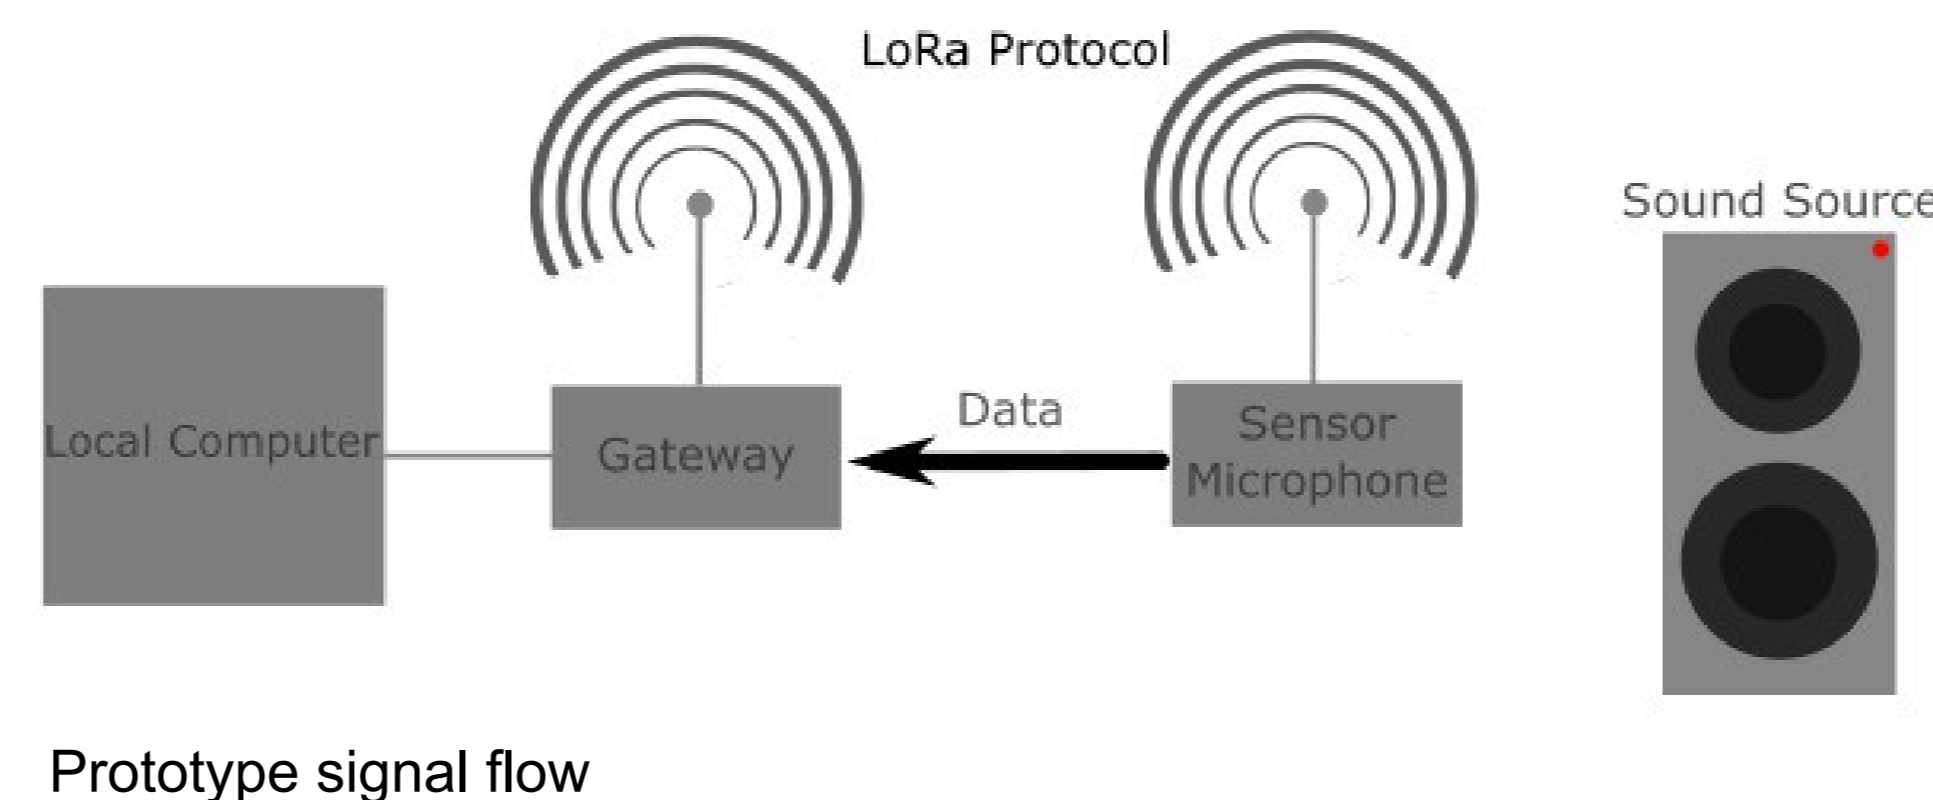 LoRa Protocol
Sound Source
Local Computer
Gateway
Data
Sensor
Microphone
Prototype signal flow